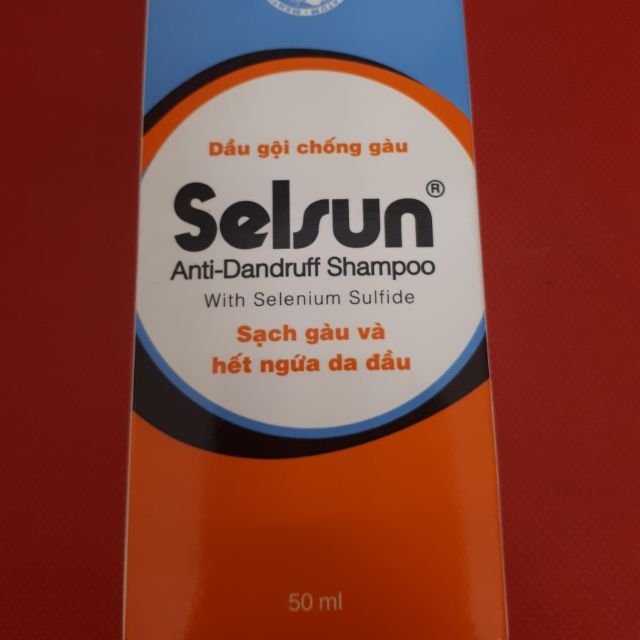 Dầu gội chống gàu
Selsun®
Anti-Dandruff Shampoo
With Selenium Sulfide
Sạch gàu và
hết ngứa da đầu
50 ml